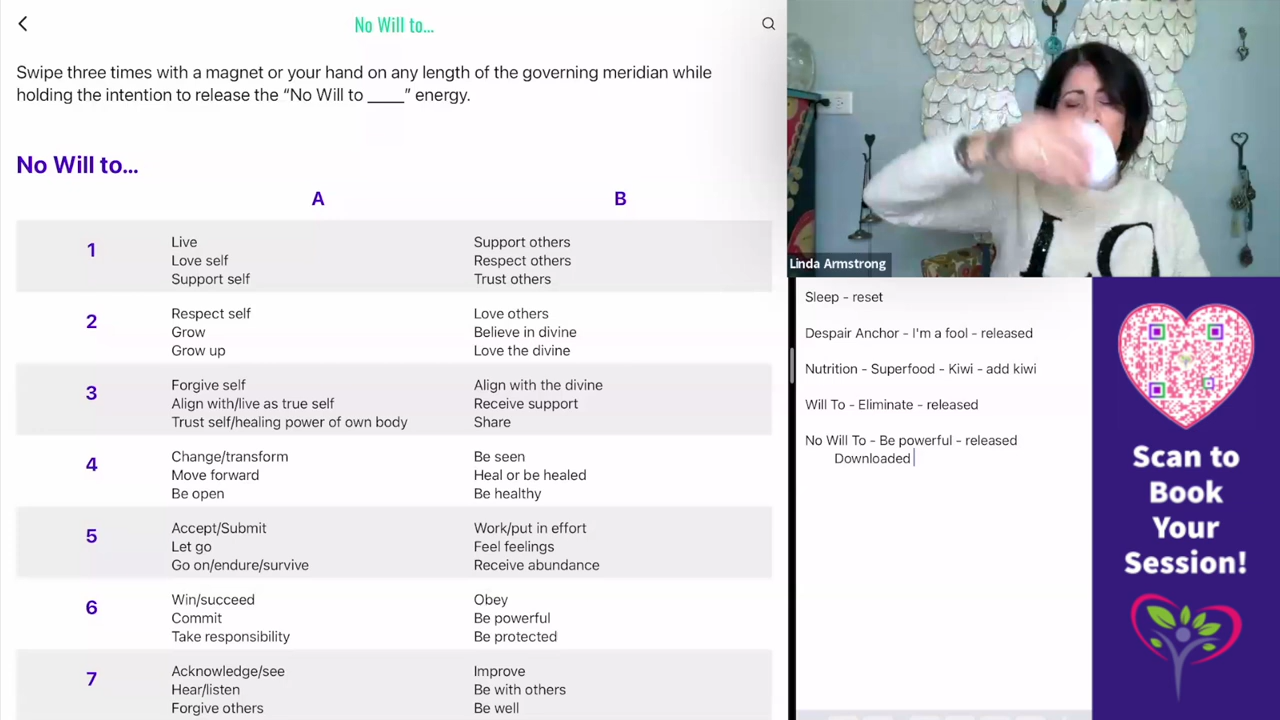 No Will to...
Swipe three times with a magnet or your hand on any length of the governing meridian while
holding the intention to release the “No Will to ____” energy.
No Will to...
A B
1
Live
Love self
Support self
Support others
Respect others
Trust others
2
Respect self
Grow
Grow up
Love others
Believe in divine
Love the divine
3
Forgive self
Align with/live as true self
Trust self/healing power of own body
Align with the divine
Receive support
Share
4
Change/transform
Move forward
Be open
Be seen
Heal or be healed
Be healthy
5
Accept/Submit
Let go
Go on/endure/survive
Work/put in effort
Feel feelings
Receive abundance
6
Win/succeed
Commit
Take responsibility
Obey
Be powerful
Be protected
7
Acknowledge/see
Hear/listen
Forgive others
Improve
Be with others
Be well
Linda Armstrong
Sleep - reset
Despair Anchor - I'm a fool - released
Nutrition - Superfood - Kiwi - add kiwi
Will To - Eliminate - released
No Will To - Be powerful - released
Downloaded
Scan to
Book
Your
Session!